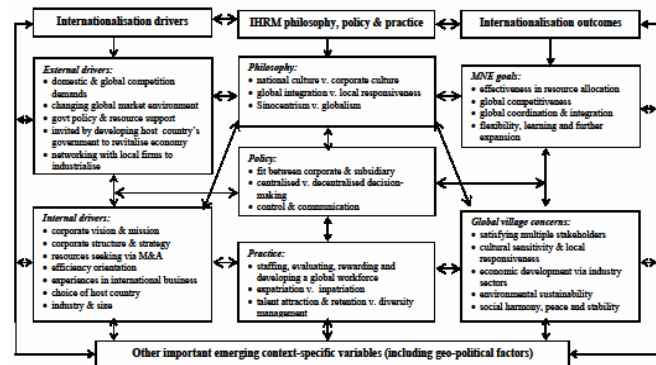 Internationalisation drivers
IHRM philosophy, policy & practice
Internationalisation outcomes
External drivers:
• domestic & global competition
demands
• changing global market environment
• govt policy & resource support
• invited by developing host country's
government to revitalise economy
• networking with local firms to
industrialise
Philosophy:
• national culture v. corporate culture
• global integration v. local responsiveness
• Sinocentrism v. globalism
MNE goals:
• effectiveness in resource allocation
• global competitiveness
• global coordination & integration
• flexibility, learning and further
expansion
Policy:
• fit between corporate & subsidiary
• centralised v. decentralised decision-
making
• control & communication
Internal drivers:
• corporate vision & mission
• corporate structure & strategy
• resources seeking via M&A
• efficiency orientation
• experiences in international business
• choice of host country
• industry & size
Practice:
• staffing, evaluating, rewarding and
developing a global workforce
• expatriation v. inpatriation
• talent attraction & retention v. diversity
management
Global village concerns:
• satisfying multiple stakeholders
• cultural sensitivity & local
responsiveness
• economic development via industry
sectors
• environmental sustainability
• social harmony, peace and stability
Other important emerging context-specific variables (including geo-political factors)